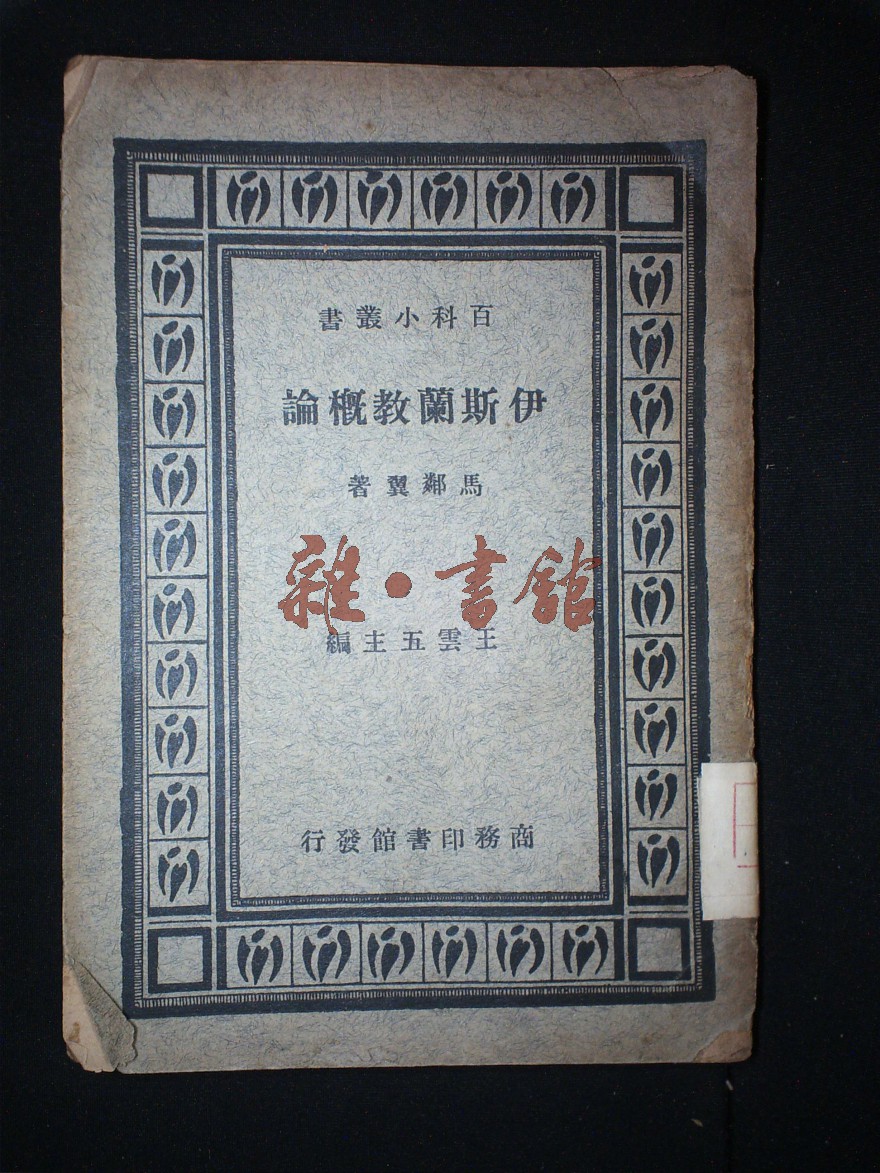 百科小叢書
伊斯蘭教概論
馬鄰翼著
雜·書館
王雲五主編
商務印書館發行